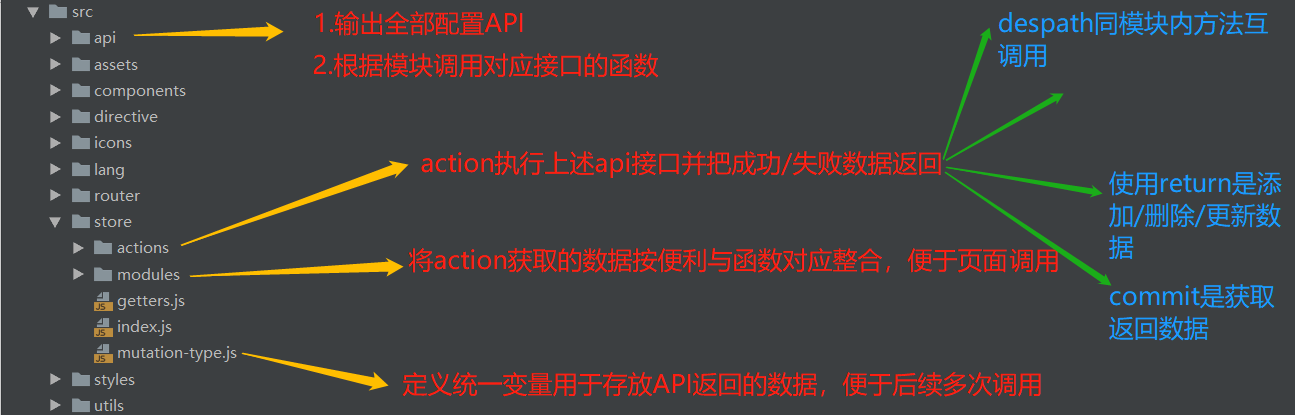 src
api
1.输出全部配置API
despath同模块内方法互
调用
assets
2.根据模块调用对应接口的函数
components
directive
icons
lang
action执行上述api接口并把成功/失败数据返回
router
使用return是添
加/删除/更新数
据
store
actions
modules
将action获取的数据按便利与函数对应整合，便于页面调用
getters.js
commit是获取
返回数据
index.js
mutation-type.js
styles
定义统一变量用于存放API返回的数据，便于后续多次调用
utils